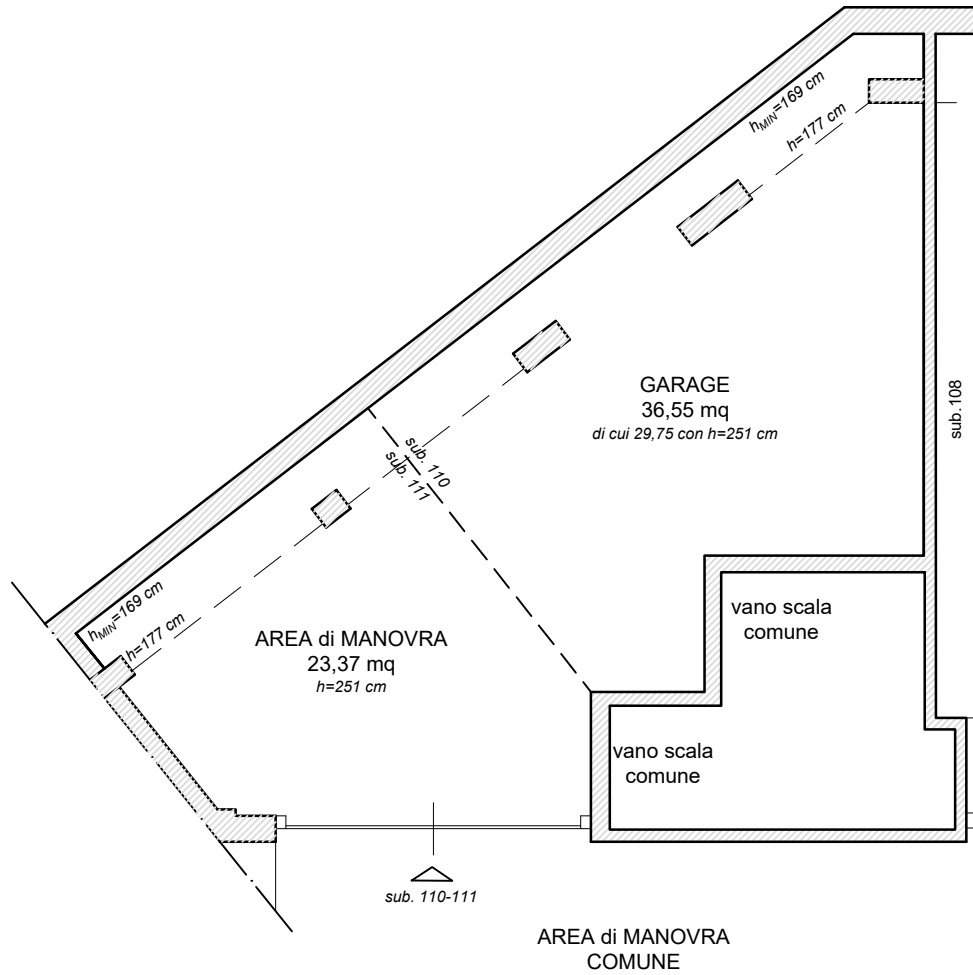 hMIN=169 cm
h=177 cm
GARAGE
36,55 mq
di cui 29,75 con h=251 cm
sub.108
sub. 110
sub. 111
hMIN=169 cm
h=177 cm
AREA di MANOVRA
23,37 mq
h=251 cm
vano scala
comune
vano scala
comune
sub. 110-111
AREA di MANOVRA
COMUNE